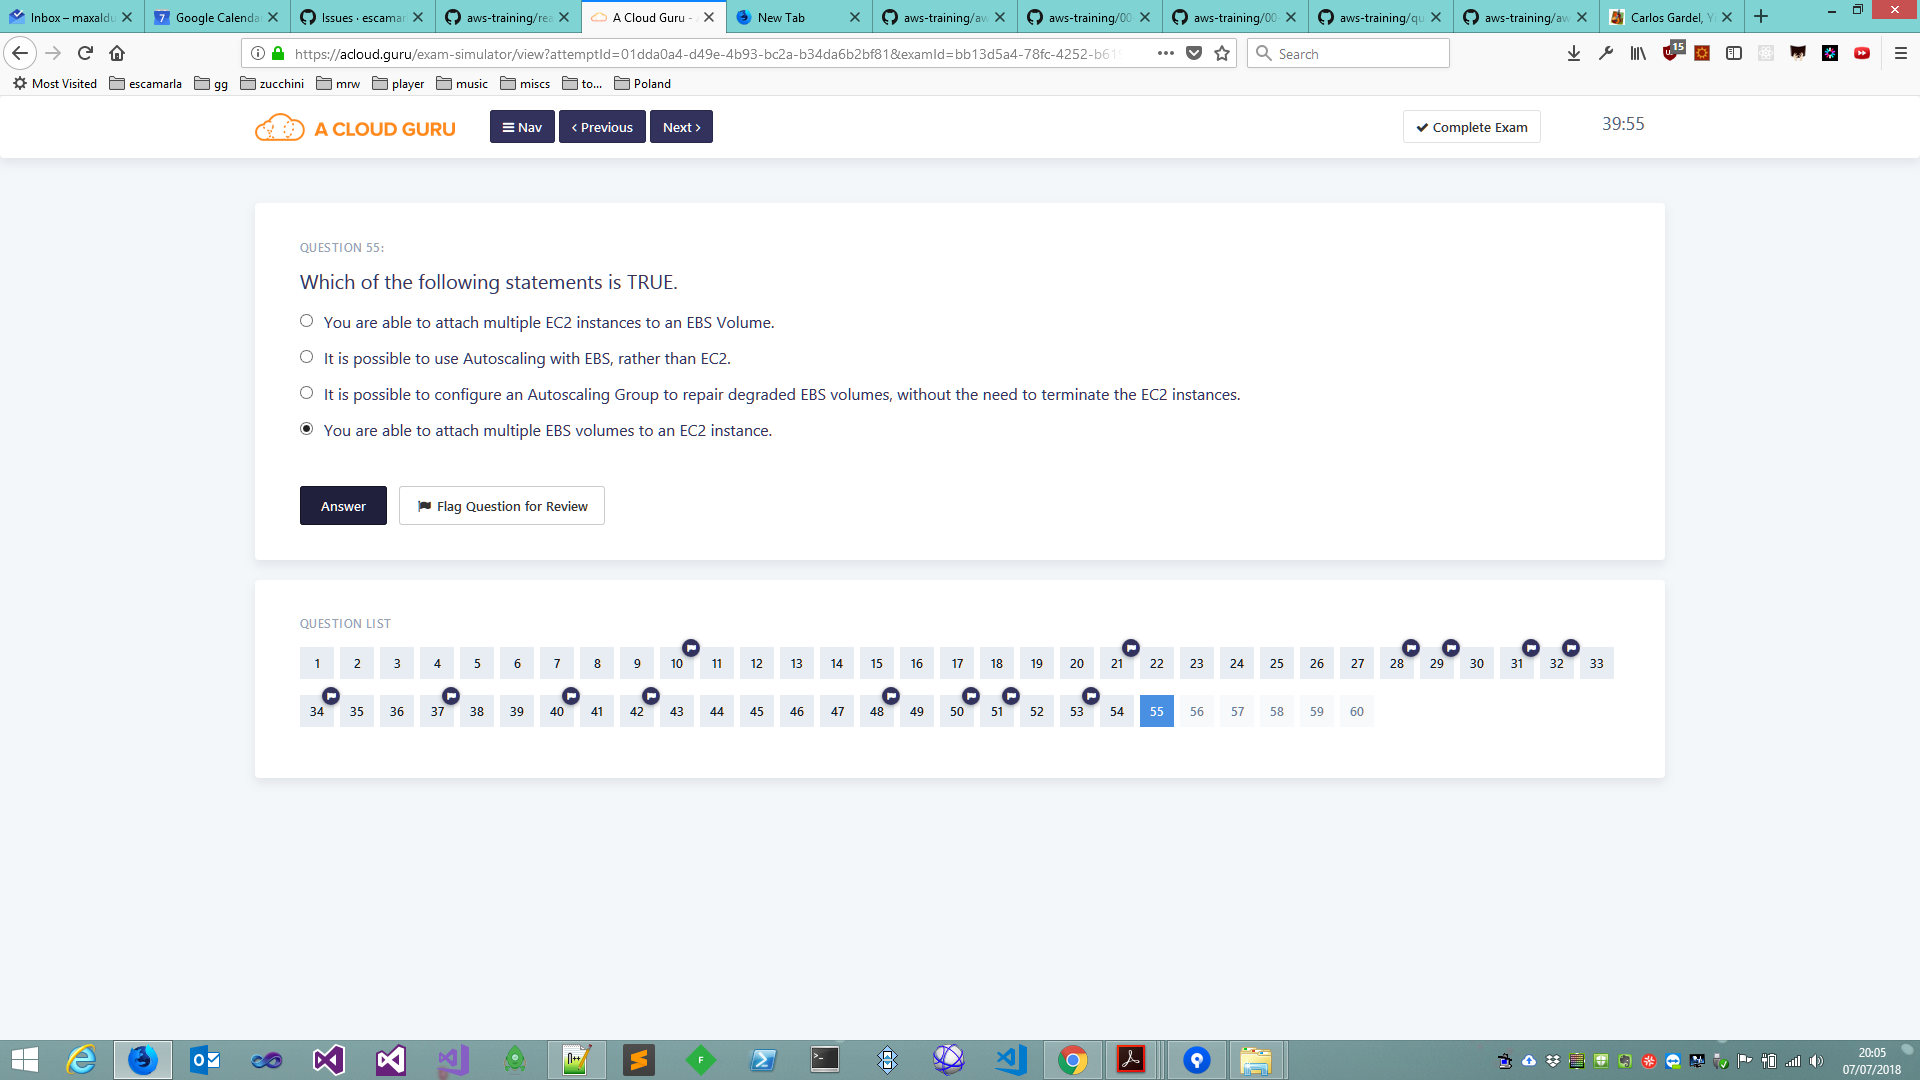 Inbox – maxaldu
Google Calenda
Issues · escamar
aws-training/rea
A Cloud Guru -
New Tab
aws-training/aw
aws-training/00
aws-training/00
aws-training/qu
aws-training/aw
Carlos Gardel, Y
https://acloud.guru/exam-simulator/view?attemptId=01dda0a4-d49e-4b93-bc2a-b34da6b2bf81&examId=bb13d5a4-78fc-4252-b61
Search
15
Most Visited
escamarla
gg
zucchini
mrw
player
music
miscs
to...
Poland
A CLOUD GURU
Nav
Previous
Next
Complete Exam
39:55
QUESTION 55:
Which of the following statements is TRUE.
You are able to attach multiple EC2 instances to an EBS Volume.
It is possible to use Autoscaling with EBS, rather than EC2.
It is possible to configure an Autoscaling Group to repair degraded EBS volumes, without the need to terminate the EC2 instances.
You are able to attach multiple EBS volumes to an EC2 instance.
Answer
Flag Question for Review
QUESTION LIST
1 2 3 4 5 6 7 8 9 10 11 12 13 14 15 16 17 18 19 20 21 22 23 24 25 26 27 28 29 30 31 32 33
34 35 36 37 38 39 40 41 42 43 44 45 46 47 48 49 50 51 52 53 54 55 56 57 58 59 60
20:05
07/07/2018